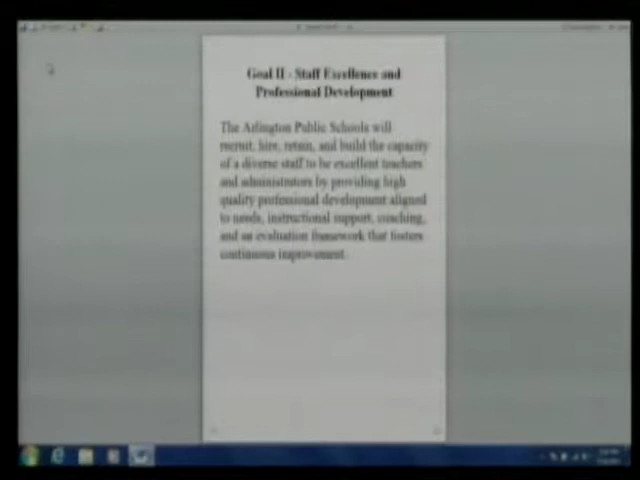 Goal II - Staff Excellence and
Professional Development
The Arlington Public Schools will
recruit, hire, retain, and build the capacity
of a diverse staff to be excellent teachers
and administrators by providing high
quality professional development aligned
to needs, instructional support, coaching,
and an evaluation framework that fosters
continuous improvement.